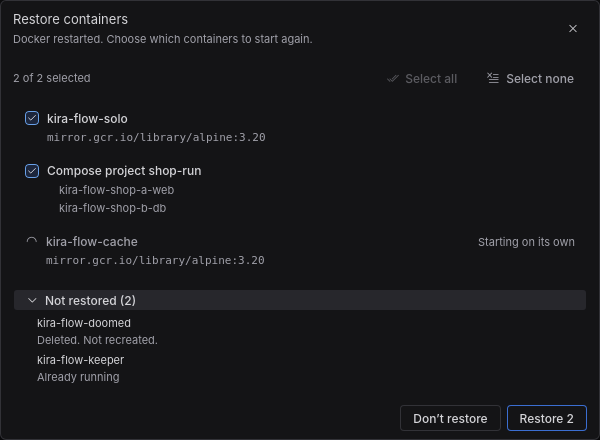 Restore containers
Docker restarted. Choose which containers to start again.
2 of 2 selected
Select all
Select none
kira-flow-solo
mirror.gcr.io/library/alpine:3.20
Compose project shop-run
kira-flow-shop-a-web
kira-flow-shop-b-db
kira-flow-cache
Starting on its own
mirror.gcr.io/library/alpine:3.20
Not restored (2)
kira-flow-doomed
Deleted. Not recreated.
kira-flow-keeper
Already running
Don't restore
Restore 2